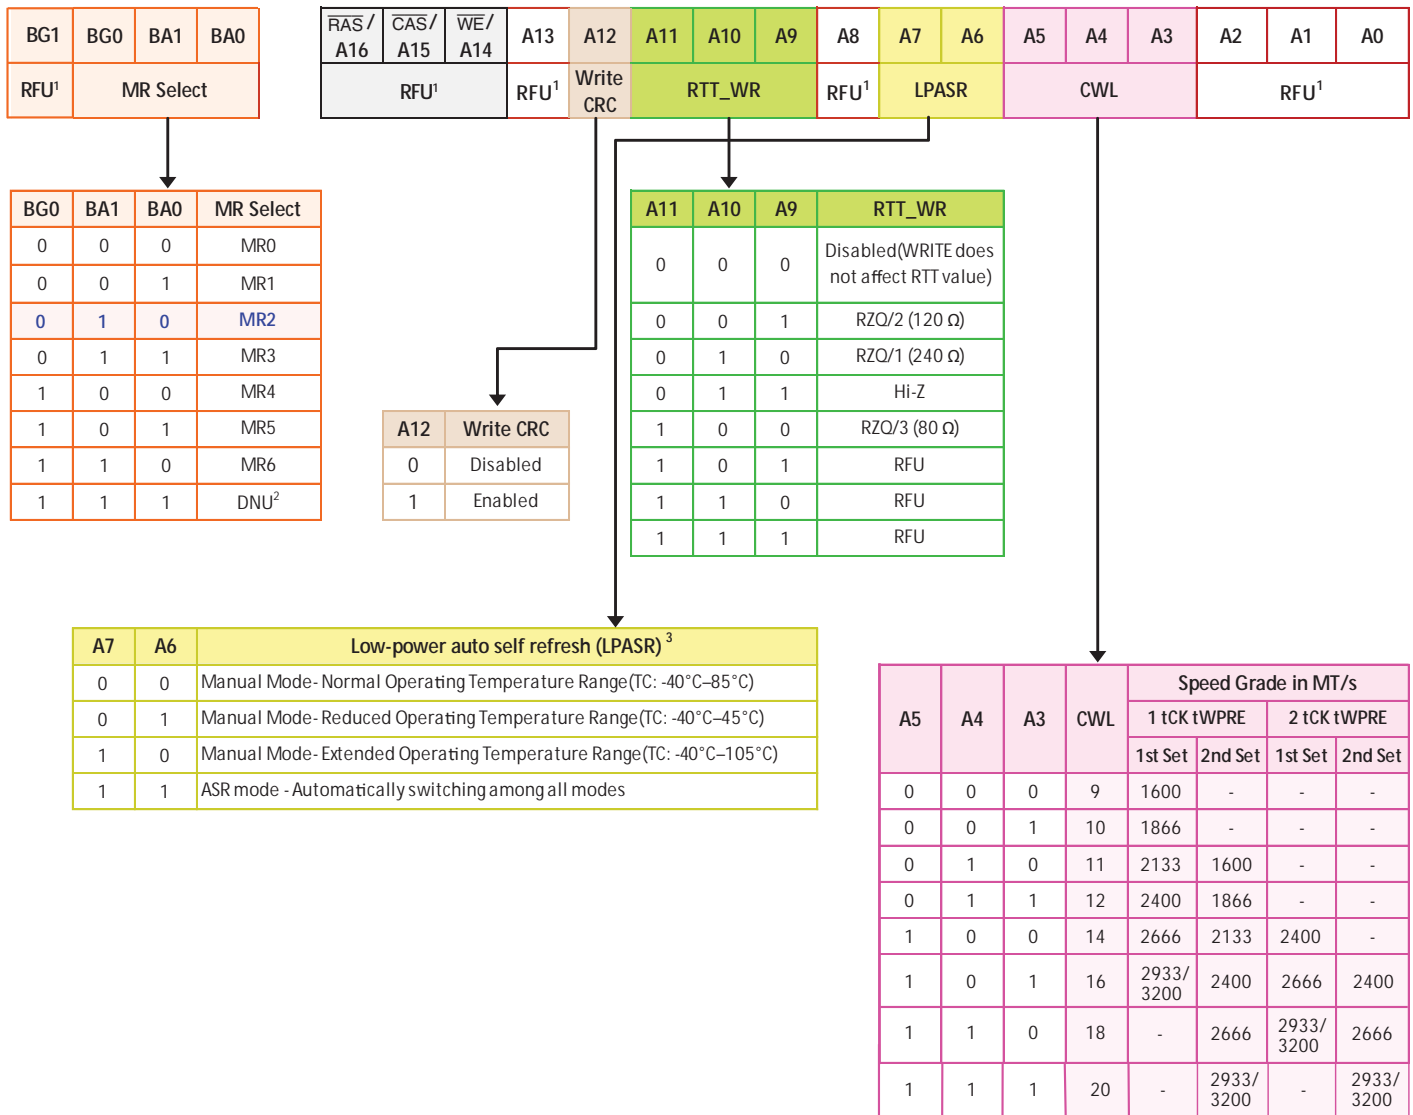 BG1 BG0 BA1 BA0 RAS/A16 CAS/A15 WE/A14 A13 A12 A11 A10 A9 A8 A7 A6 A5 A4 A3 A2 A1 A0
RFU1 MR Select RFU1 RFU1 Write CRC RTT_WR RFU1 LPASR CWL RFU1
BG0 BA1 BA0 MR Select
0 0 0 MR0
0 0 1 MR1
0 1 0 MR2
0 1 1 MR3
1 0 0 MR4
1 0 1 MR5
1 1 0 MR6
1 1 1 DNU2
A12 Write CRC
0 Disabled
1 Enabled
A11 A10 A9 RTT_WR
0 0 0 Disabled(WRITE does not affect RTT value)
0 0 1 RZQ/2 (120 Ω)
0 1 0 RZQ/1 (240 Ω)
0 1 1 Hi-Z
1 0 0 RZQ/3 (80 Ω)
1 0 1 RFU
1 1 0 RFU
1 1 1 RFU
A7 A6 Low-power auto self refresh (LPASR) 3
0 0 Manual Mode- Normal Operating Temperature Range(TC: -40°C–85°C)
0 1 Manual Mode- Reduced Operating Temperature Range(TC: -40°C–45°C)
1 0 Manual Mode- Extended Operating Temperature Range(TC: -40°C–105°C)
1 1 ASR mode - Automatically switching among all modes
Speed Grade in MT/s
A5 A4 A3 CWL 1 tCK tWPRE 2 tCK tWPRE
1st Set 2nd Set 1st Set 2nd Set
0 0 0 9 1600 - - -
0 0 1 10 1866 - - -
0 1 0 11 2133 1600 - -
0 1 1 12 2400 1866 - -
1 0 0 14 2666 2133 2400 -
1 0 1 16 2933/3200 2400 2666 2400
1 1 0 18 - 2666 2933/3200 2666
1 1 1 20 - 2933/3200 - 2933/3200